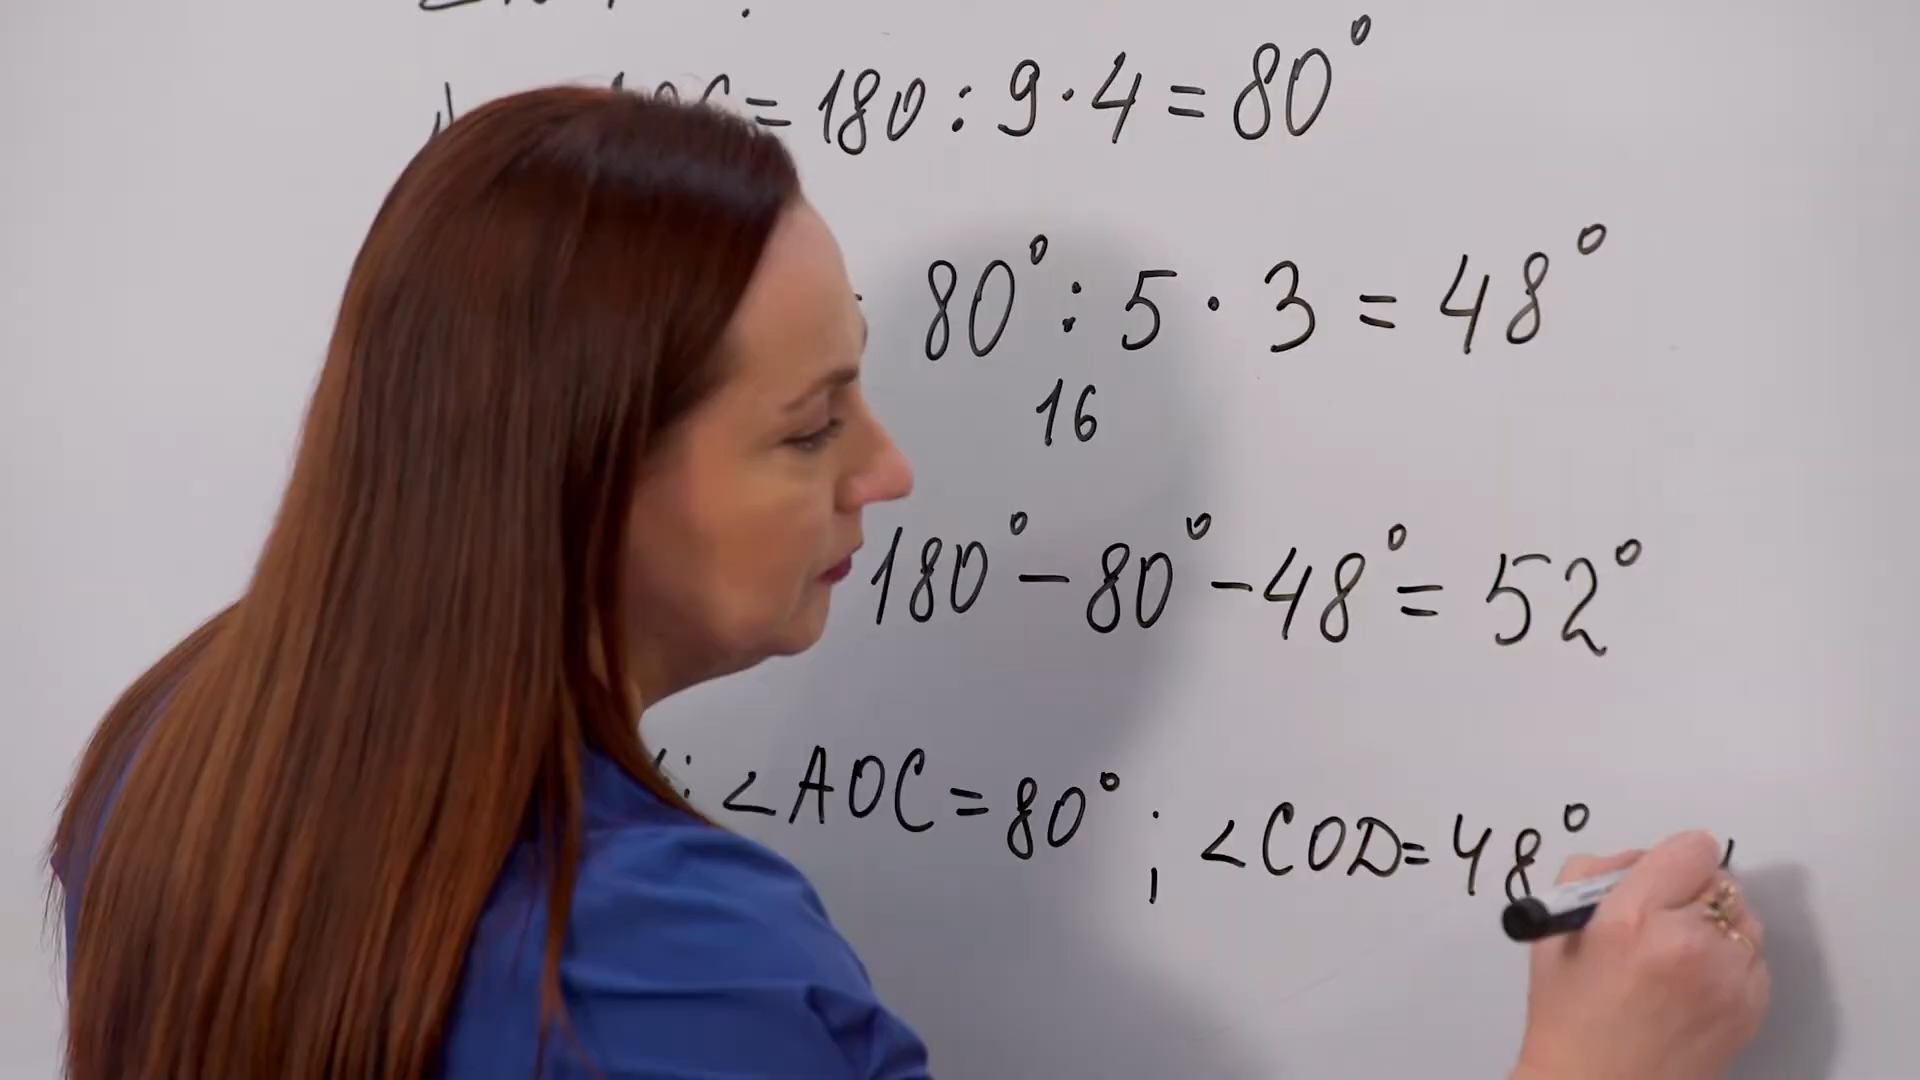 = 180 : 9 · 4 = 80°
80° : 5 · 3 = 48°
16
180° – 80° – 48° = 52°
: ∠AOC = 80° ; ∠COD = 48°